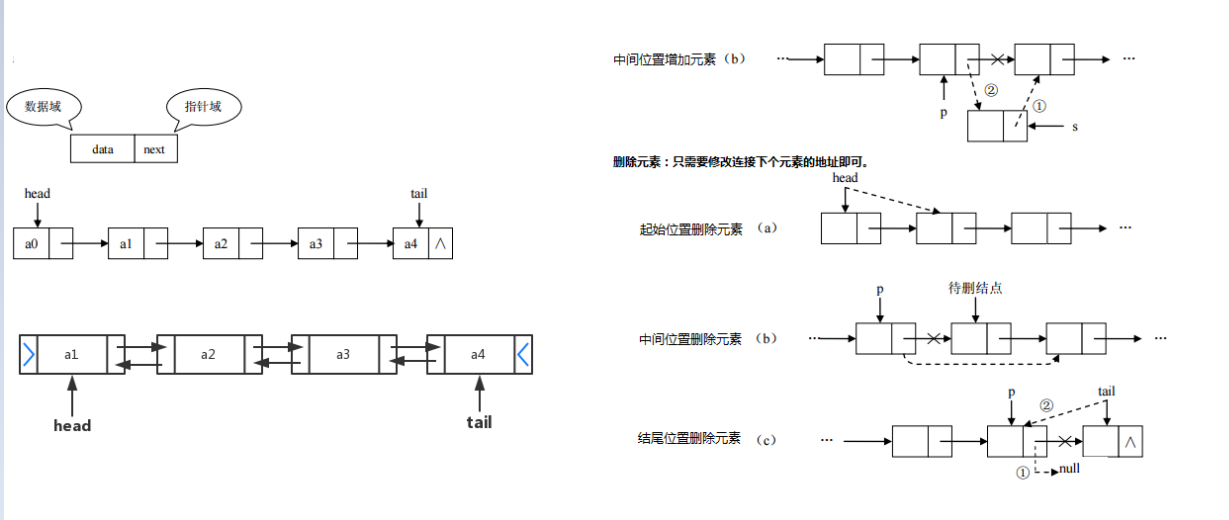 数据域
指针域
data next
head tail
a0 a1 a2 a3 a4 ∧
a1 a2 a3 a4
head tail
中间位置增加元素（b） … …
② ①
p
s
删除元素：只需要修改连接下个元素的地址即可。
head
起始位置删除元素 （a） …
p 待删结点
中间位置删除元素 （b） … …
p ② tail
结尾位置删除元素 （c） … ∧
① null